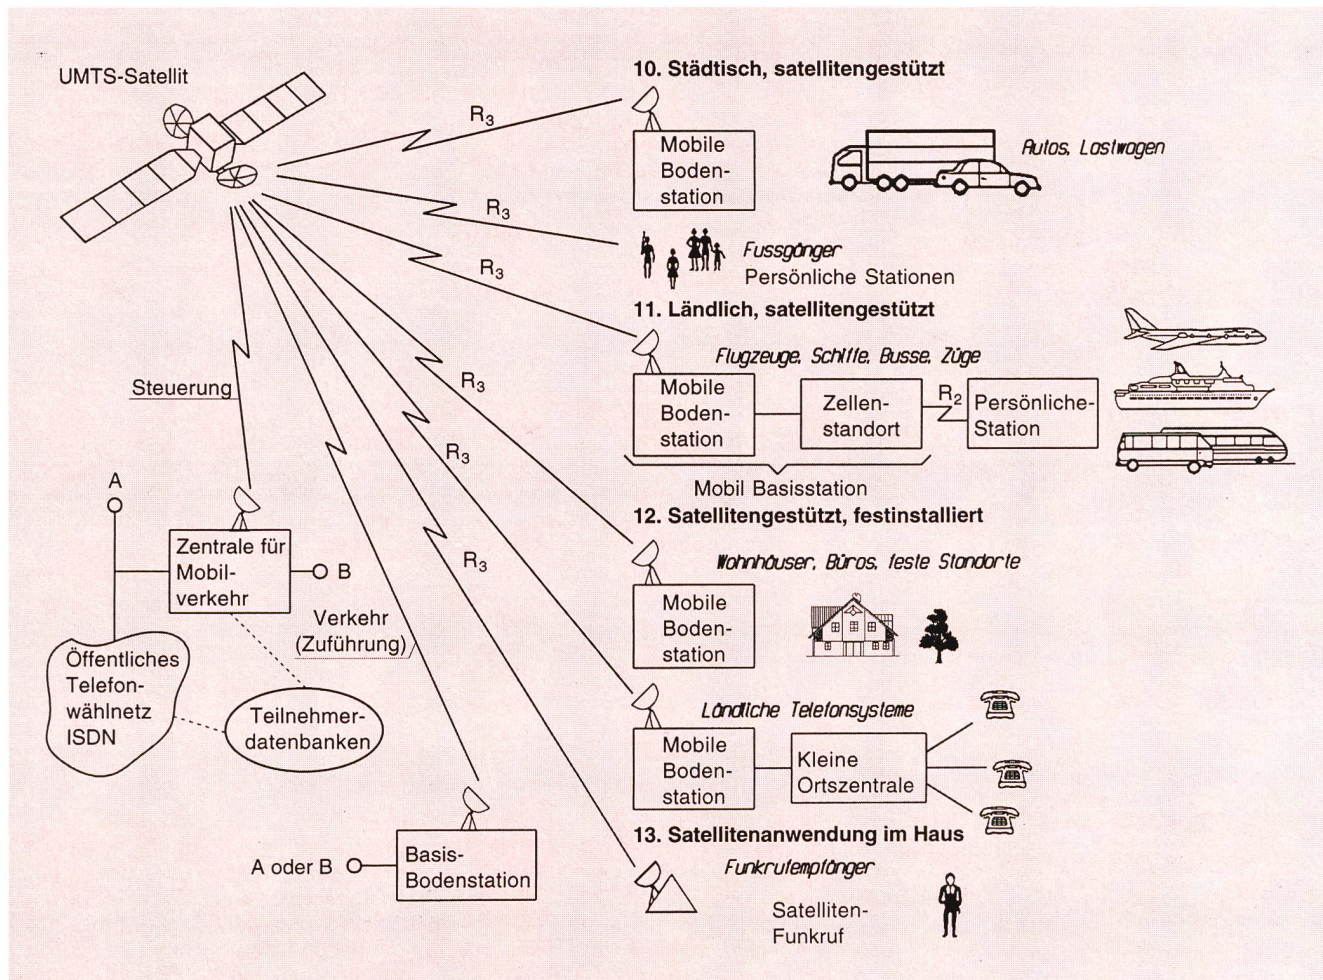 UMTS-Satellit
10. Städtisch, satellitengestützt
R3
Mobile
Boden-
station
Autos, Lastwagen
R3
Fussgänger
Persönliche Stationen
R3
11. Ländlich, satellitengestützt
Flugzeuge, Schiffe, Busse, Züge
Mobile
Boden-
station
Zellen-
standort
R2
Persönliche-
Station
Mobil Basisstation
Steuerung
R3
12. Satellitengestützt, festinstalliert
Wohnhäuser, Büros, feste Standorte
R3
Mobile
Boden-
station
A
Zentrale für
Mobil-
verkehr
B
R3
Verkehr
(Zuführung)
Öffentliches
Telefon-
wählnetz
ISDN
Teilnehmer-
datenbanken
Ländliche Telefonsysteme
Mobile
Boden-
station
Kleine
Ortszentrale
13. Satellitenanwendung im Haus
Funkrufempfänger
Satelliten-
Funkruf
A oder B
Basis-
Bodenstation